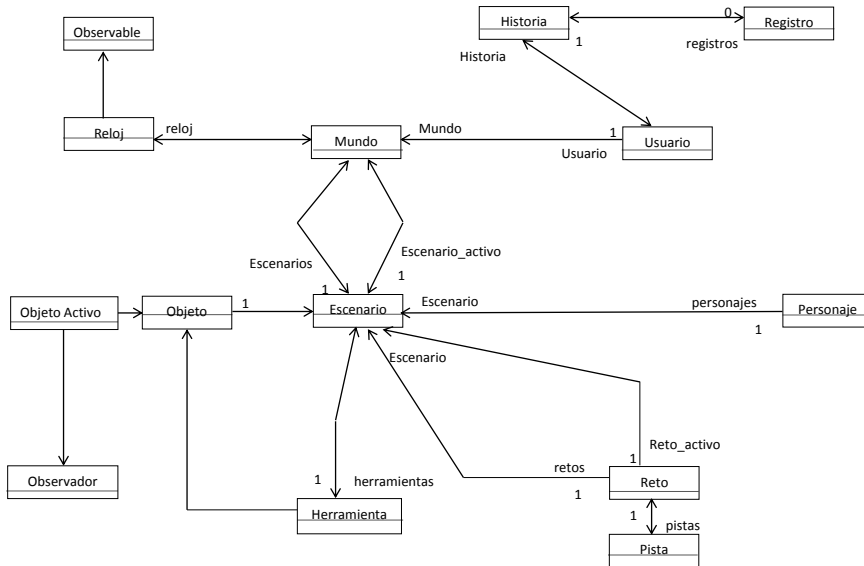 Historia
0
Registro
Observable
1
registros
Historia
reloj
Mundo
1
Reloj
Mundo
Usuario
Usuario
Escenario_activo
Escenarios
1
1
1
Escenario
personajes
Objeto Activo
Objeto
Escenario
Personaje
1
Escenario
Reto_activo
1
retos
Observador
1
herramientas
Reto
1
Herramienta
1
pistas
Pista